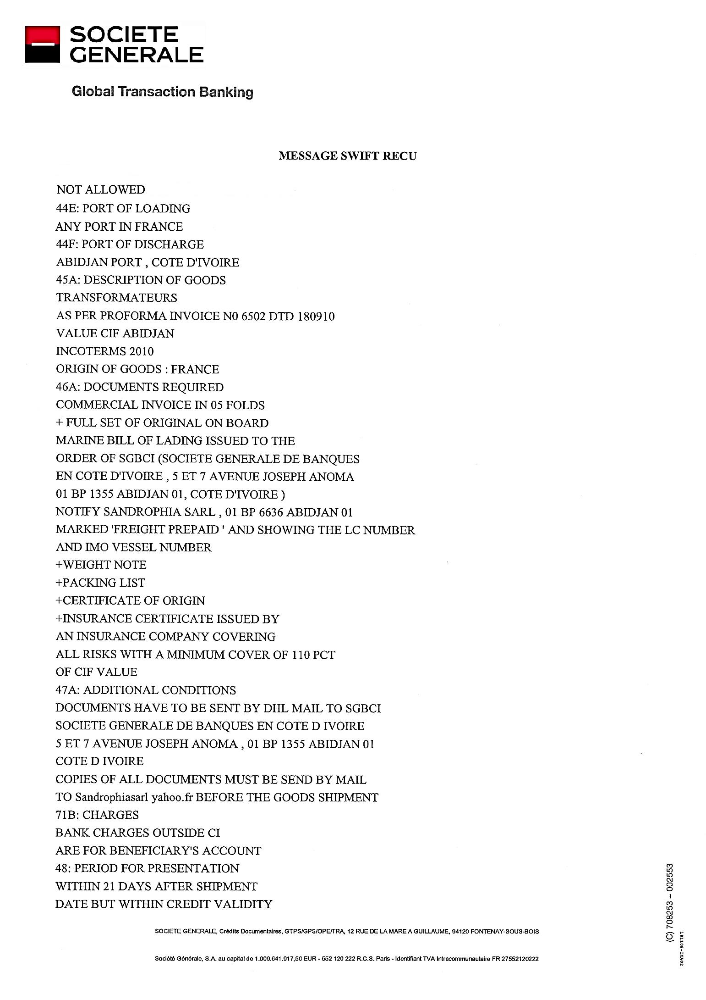 SOCIETE
GENERALE
Global Transaction Banking
MESSAGE SWIFT RECU
NOT ALLOWED
44E: PORT OF LOADING
ANY PORT IN FRANCE
44F: PORT OF DISCHARGE
ABIDJAN PORT , COTE D'IVOIRE
45A: DESCRIPTION OF GOODS
TRANSFORMATEURS
AS PER PROFORMA INVOICE N0 6502 DTD 180910
VALUE CIF ABIDJAN
INCOTERMS 2010
ORIGIN OF GOODS : FRANCE
46A: DOCUMENTS REQUIRED
COMMERCIAL INVOICE IN 05 FOLDS
+ FULL SET OF ORIGINAL ON BOARD
MARINE BILL OF LADING ISSUED TO THE
ORDER OF SGBCI (SOCIETE GENERALE DE BANQUES
EN COTE D'IVOIRE , 5 ET 7 AVENUE JOSEPH ANOMA
01 BP 1355 ABIDJAN 01, COTE D'IVOIRE )
NOTIFY SANDROPHIA SARL , 01 BP 6636 ABIDJAN 01
MARKED 'FREIGHT PREPAID ' AND SHOWING THE LC NUMBER
AND IMO VESSEL NUMBER
+WEIGHT NOTE
+PACKING LIST
+CERTIFICATE OF ORIGIN
+INSURANCE CERTIFICATE ISSUED BY
AN INSURANCE COMPANY COVERING
ALL RISKS WITH A MINIMUM COVER OF 110 PCT
OF CIF VALUE
47A: ADDITIONAL CONDITIONS
DOCUMENTS HAVE TO BE SENT BY DHL MAIL TO SGBCI
SOCIETE GENERALE DE BANQUES EN COTE D IVOIRE
5 ET 7 AVENUE JOSEPH ANOMA , 01 BP 1355 ABIDJAN 01
COTE D IVOIRE
COPIES OF ALL DOCUMENTS MUST BE SEND BY MAIL
TO Sandrophiasarl yahoo.fr BEFORE THE GOODS SHIPMENT
71B: CHARGES
BANK CHARGES OUTSIDE CI
ARE FOR BENEFICIARY'S ACCOUNT
48: PERIOD FOR PRESENTATION
WITHIN 21 DAYS AFTER SHIPMENT
DATE BUT WITHIN CREDIT VALIDITY
SOCIETE GENERALE, Crédits Documentaires, GTPS/GPS/OPE/TRA, 12 RUE DE LA MARE A GUILLAUME, 94120 FONTENAY-SOUS-BOIS
Société Générale, S.A. au capital de 1.009.641.917,50 EUR - 552 120 222 R.C.S. Paris - Identifiant TVA Intracommunautaire FR 27552120222
(C) 708253 - 002553
181108-IXA02